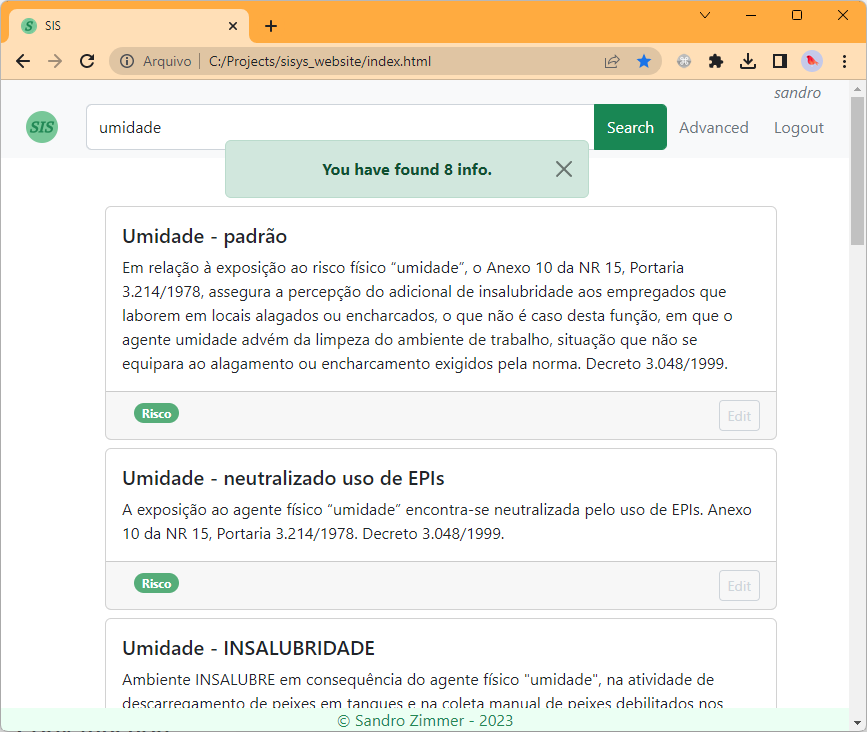 SIS
Arquivo
C:/Projects/sisys_website/index.html
sandro
SIS
umidade
Search
Advanced
Logout
You have found 8 info.
Umidade - padrão
Em relação à exposição ao risco físico “umidade”, o Anexo 10 da NR 15, Portaria
3.214/1978, assegura a percepção do adicional de insalubridade aos empregados que
laborem em locais alagados ou encharcados, o que não é caso desta função, em que o
agente umidade advém da limpeza do ambiente de trabalho, situação que não se
equipara ao alagamento ou encharcamento exigidos pela norma. Decreto 3.048/1999.
Risco
Edit
Umidade - neutralizado uso de EPIs
A exposição ao agente físico “umidade” encontra-se neutralizada pelo uso de EPIs. Anexo
10 da NR 15, Portaria 3.214/1978. Decreto 3.048/1999.
Risco
Edit
Umidade - INSALUBRIDADE
Ambiente INSALUBRE em consequência do agente físico "umidade", na atividade de
descarregamento de peixes em tanques e na coleta manual de peixes debilitados nos
© Sandro Zimmer - 2023